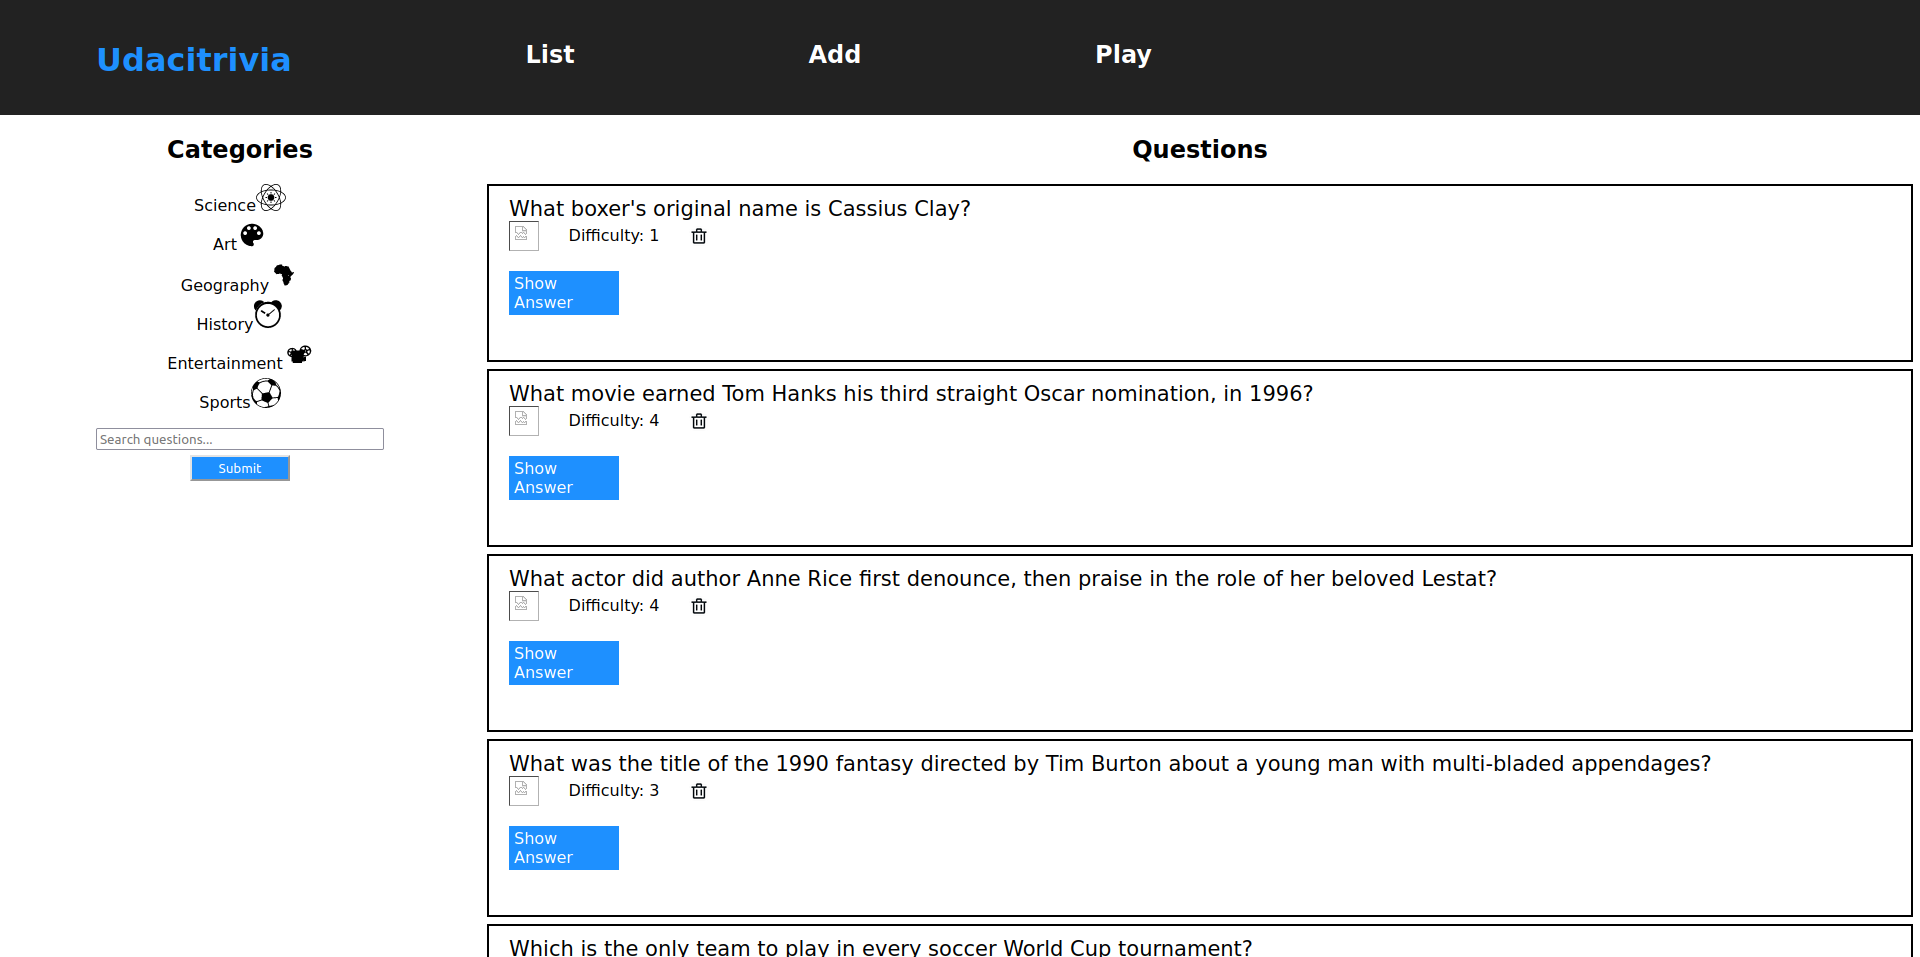 Udacitrivia
List
Add
Play
Categories
Science
Art
Geography
History
Entertainment
Sports
Search questions...
Submit
Questions
What boxer's original name is Cassius Clay?
Difficulty: 1
Show
Answer
What movie earned Tom Hanks his third straight Oscar nomination, in 1996?
Difficulty: 4
Show
Answer
What actor did author Anne Rice first denounce, then praise in the role of her beloved Lestat?
Difficulty: 4
Show
Answer
What was the title of the 1990 fantasy directed by Tim Burton about a young man with multi-bladed appendages?
Difficulty: 3
Show
Answer
Which is the only team to play in every soccer World Cup tournament?